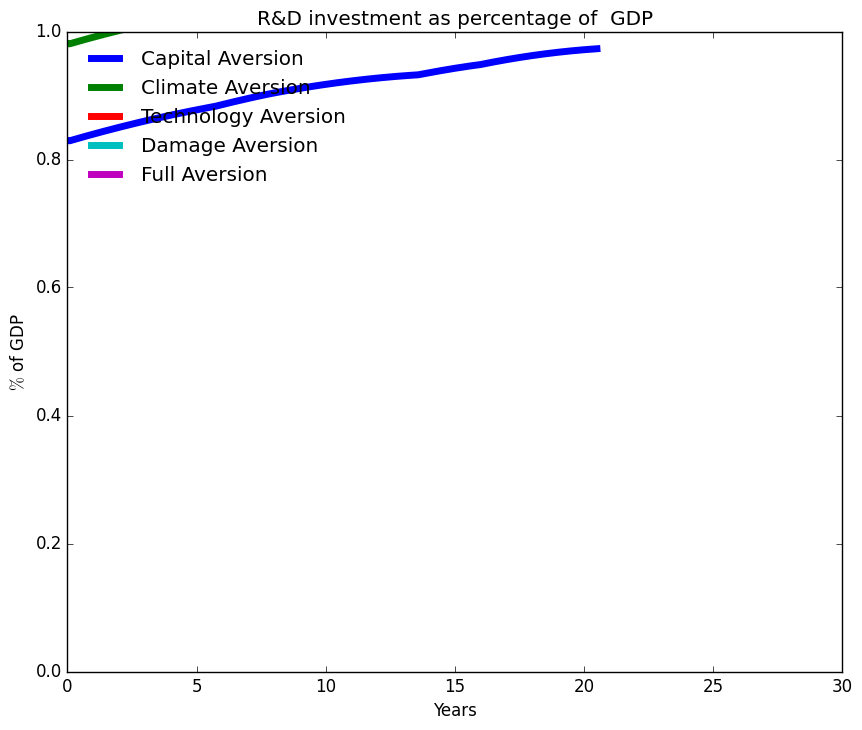 R&D investment as percentage of  GDP
1.0
0.8
0.6
0.4
0.2
0.0
% of GDP
Capital Aversion
Climate Aversion
Technology Aversion
Damage Aversion
Full Aversion
0 5 10 15 20 25 30
Years